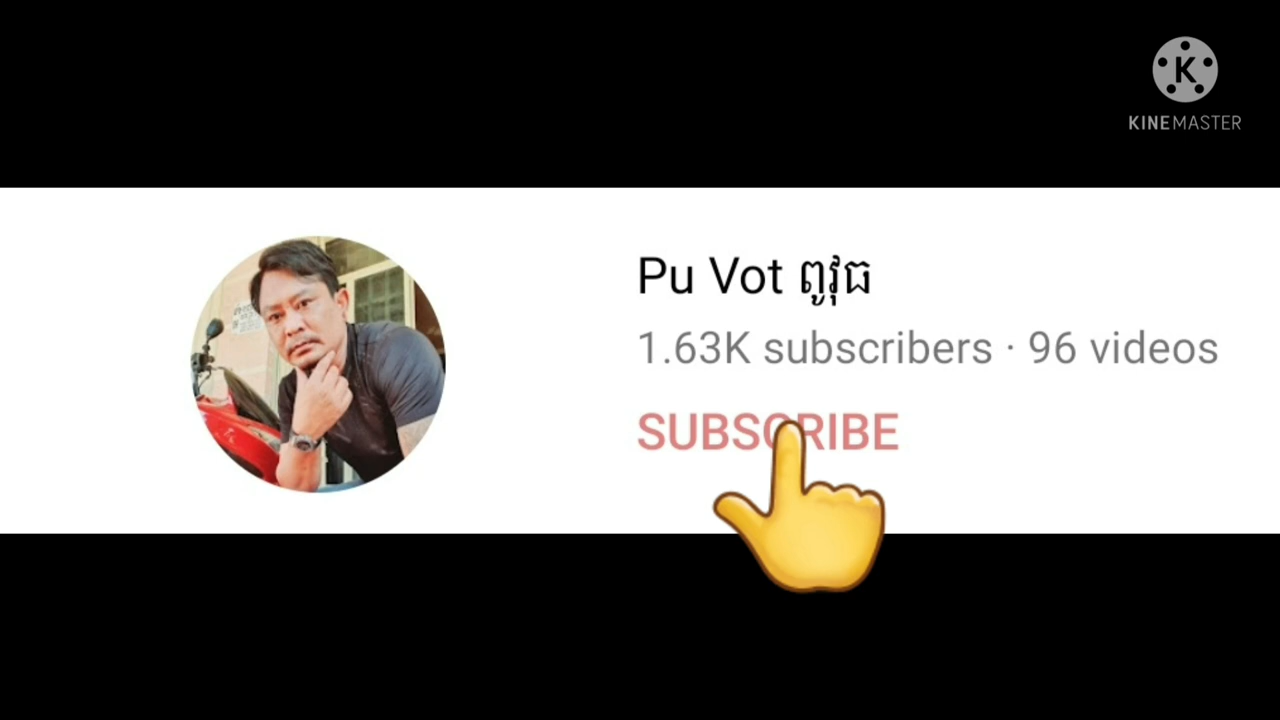 K
KINEMASTER
Pu Vot ពូវុធ
1.63K subscribers · 96 videos
SUBSCRIBE